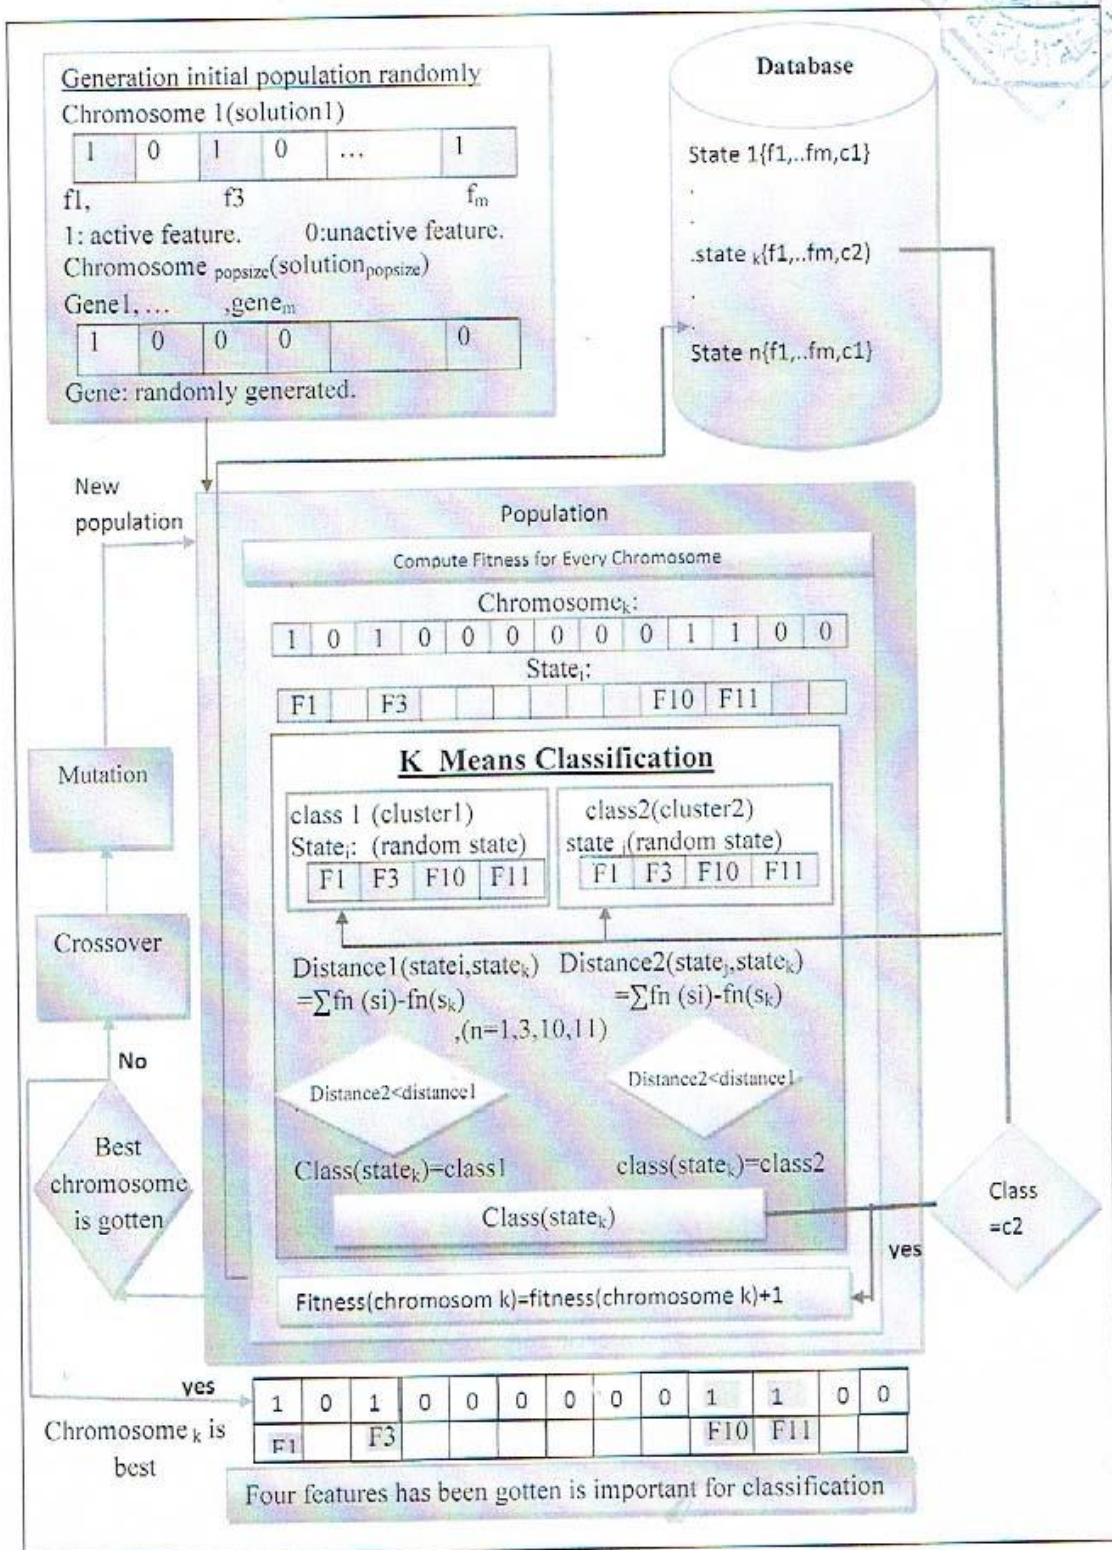 Generation initial population randomly
Chromosome 1(solution1)
1 0 1 0 ... 1
f1, f3 fm
1: active feature. 0:unactive feature.
Chromosome popsize(solutionpopsize)
Gene1, ... ,genem
1 0 0 0 0
Gene: randomly generated.
Database
State 1{f1,..fm,c1}
.
.
.state k{f1,..fm,c2)
.
.
State n{f1,..fm,c1}
New
population
Population
Compute Fitness for Every Chromosome
Chromosomek:
1 0 1 0 0 0 0 0 0 1 1 0 0
Statei:
F1 F3 F10 F11
K_Means Classification
class 1 (cluster1)
Statei: (random state)
F1 F3 F10 F11
class2(cluster2)
state j(random state)
F1 F3 F10 F11
Distance1(statei,statek)
=∑fn (si)-fn(sk)
Distance2(statej,statek)
=∑fn (si)-fn(sk)
,(n=1,3,10,11)
Distance2<distance1
Distance2<distance1
Class(statek)=class1
class(statek)=class2
Class(statek)
Fitness(chromosom k)=fitness(chromosome k)+1
Mutation
Crossover
No
Best
chromosome
is gotten
Class
=c2
yes
yes
Chromosome k is
best
1 0 1 0 0 0 0 0 0 1 1 0 0
F1 F3 F10 F11
Four features has been gotten is important for classification